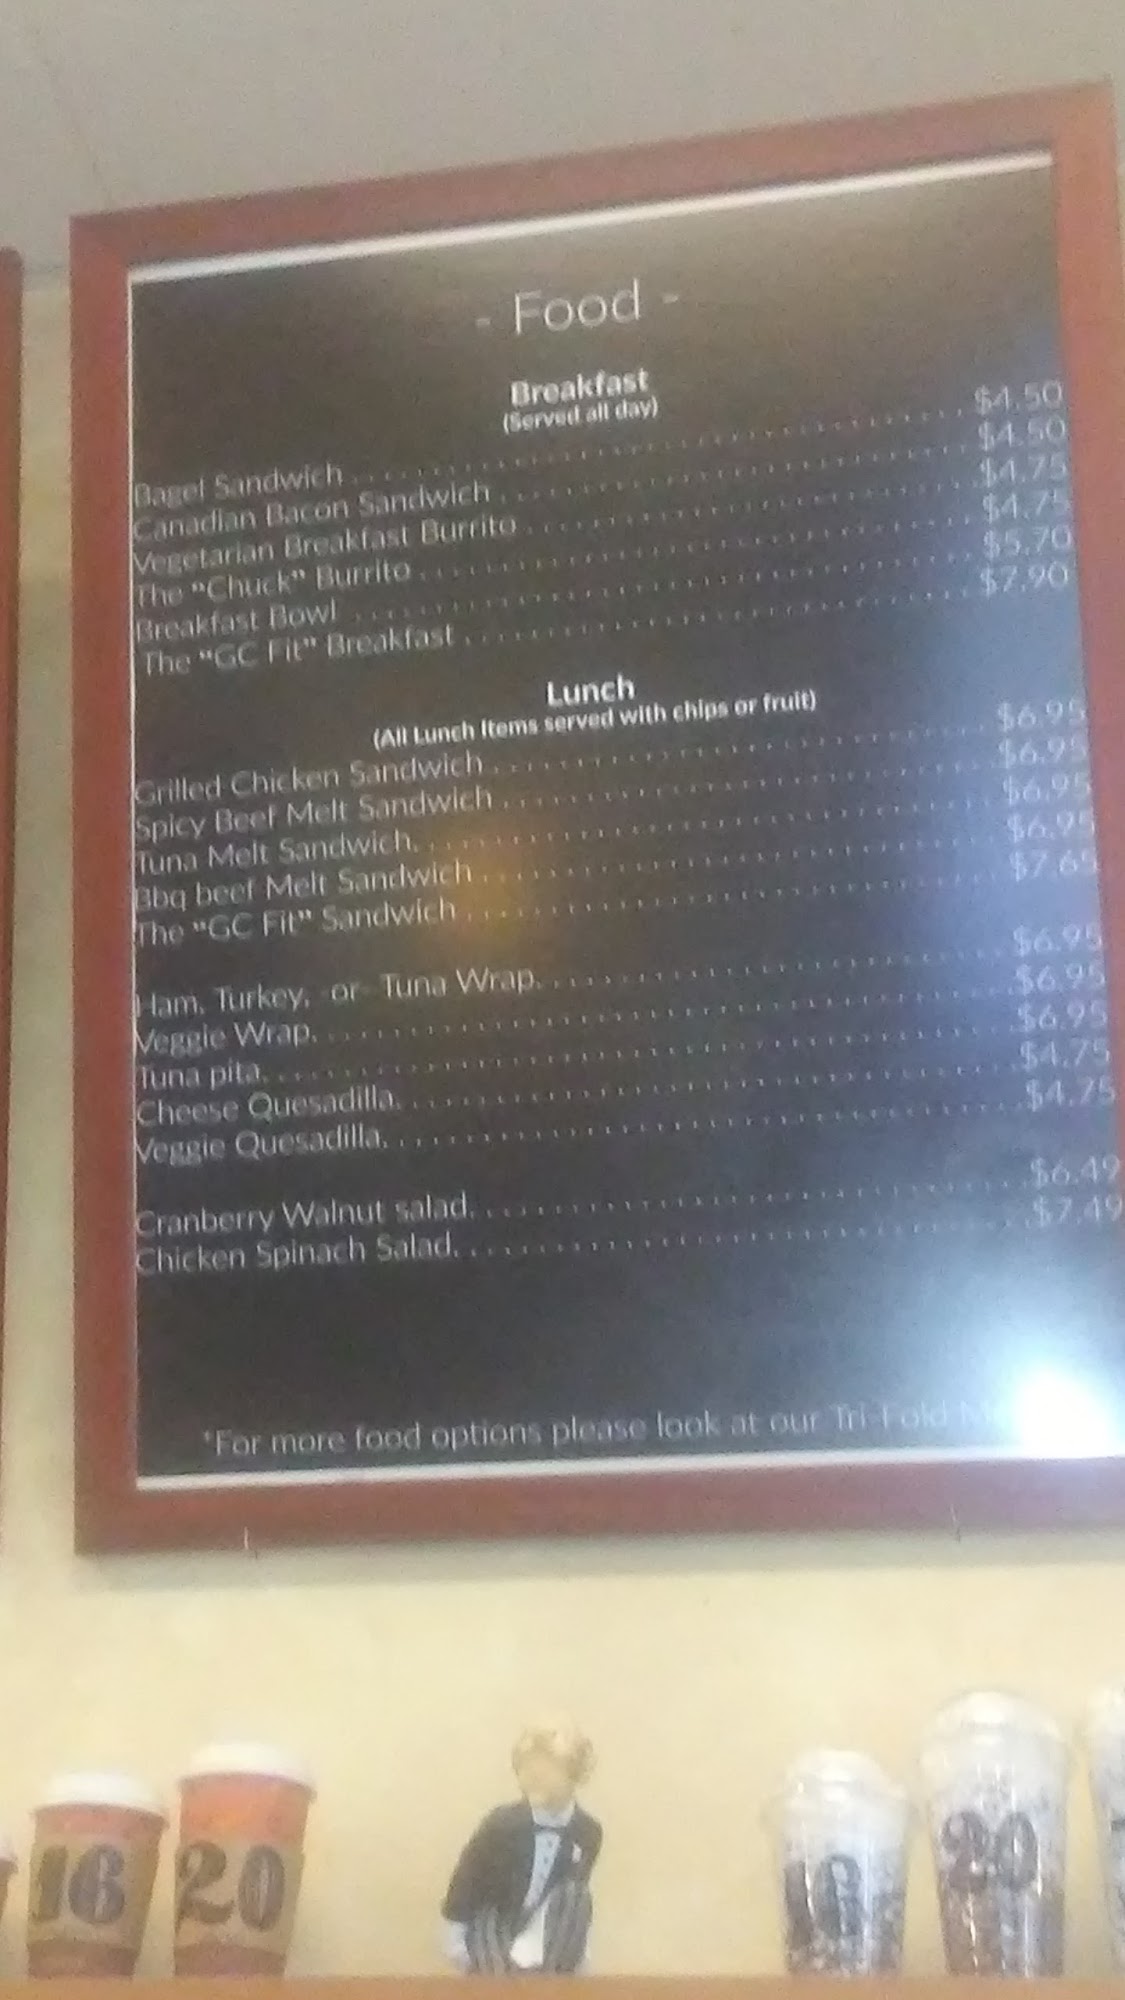 - Food -
Breakfast
(Served all day)
Bagel Sandwich . . . . . $4.50
Canadian Bacon Sandwich . . . . . $4.50
Vegetarian Breakfast Burrito . . . . . $4.75
The "Chuck" Burrito . . . . . $4.75
Breakfast Bowl . . . . . $5.70
The "GC Fit" Breakfast . . . . . $7.90
Lunch
(All Lunch Items served with chips or fruit)
Grilled Chicken Sandwich . . . . . $6.95
Spicy Beef Melt Sandwich . . . . . $6.95
Tuna Melt Sandwich. . . . . . $6.95
Bbq beef Melt Sandwich . . . . . $6.95
The "GC Fit" Sandwich . . . . . $7.65
Ham, Turkey, -or- Tuna Wrap. . . . . . $6.95
Veggie Wrap. . . . . . $6.95
Tuna pita. . . . . . $6.95
Cheese Quesadilla. . . . . . $4.75
Veggie Quesadilla. . . . . . $4.75
Cranberry Walnut salad. . . . . . $6.49
Chicken Spinach Salad. . . . . . $7.49
*For more food options please look at our Tri-Fold
16
20
16
20